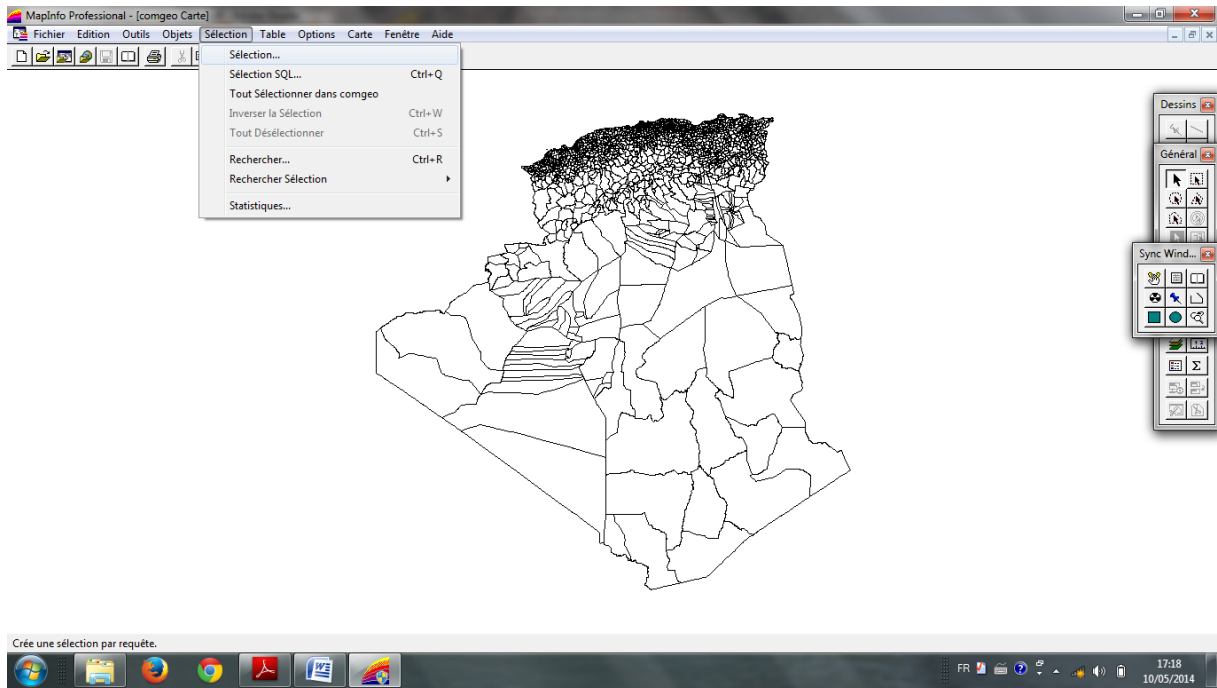 MapInfo Professional - [comgeo Carte]
Fichier Edition Outils Objets Sélection Table Options Carte Fenêtre Aide
Sélection...
Sélection SQL... Ctrl+Q
Tout Sélectionner dans comgeo
Inverser la Sélection Ctrl+W
Tout Désélectionner Ctrl+S
Rechercher... Ctrl+R
Rechercher Sélection
Statistiques...
Dessins
Général
Sync Wind...
Crée une sélection par requête.
FR
17:18
10/05/2014